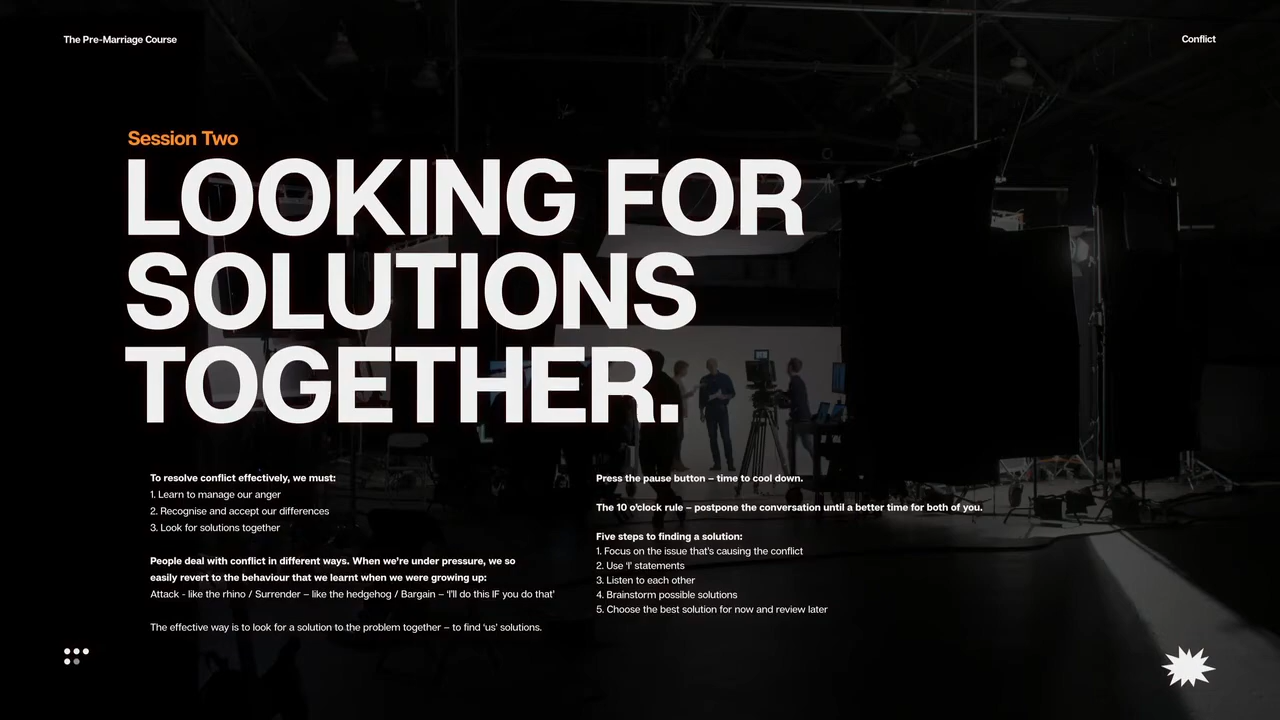 The Pre-Marriage Course
Conflict
Session Two
LOOKING FOR
SOLUTIONS
TOGETHER.
To resolve conflict effectively, we must:
1. Learn to manage our anger
2. Recognise and accept our differences
3. Look for solutions together
People deal with conflict in different ways. When we’re under pressure, we so
easily revert to the behaviour that we learnt when we were growing up:
Attack - like the rhino / Surrender – like the hedgehog / Bargain – ‘I’ll do this IF you do that’
The effective way is to look for a solution to the problem together – to find ‘us’ solutions.
Press the pause button – time to cool down.
The 10 o’clock rule – postpone the conversation until a better time for both of you.
Five steps to finding a solution:
1. Focus on the issue that’s causing the conflict
2. Use ‘I’ statements
3. Listen to each other
4. Brainstorm possible solutions
5. Choose the best solution for now and review later